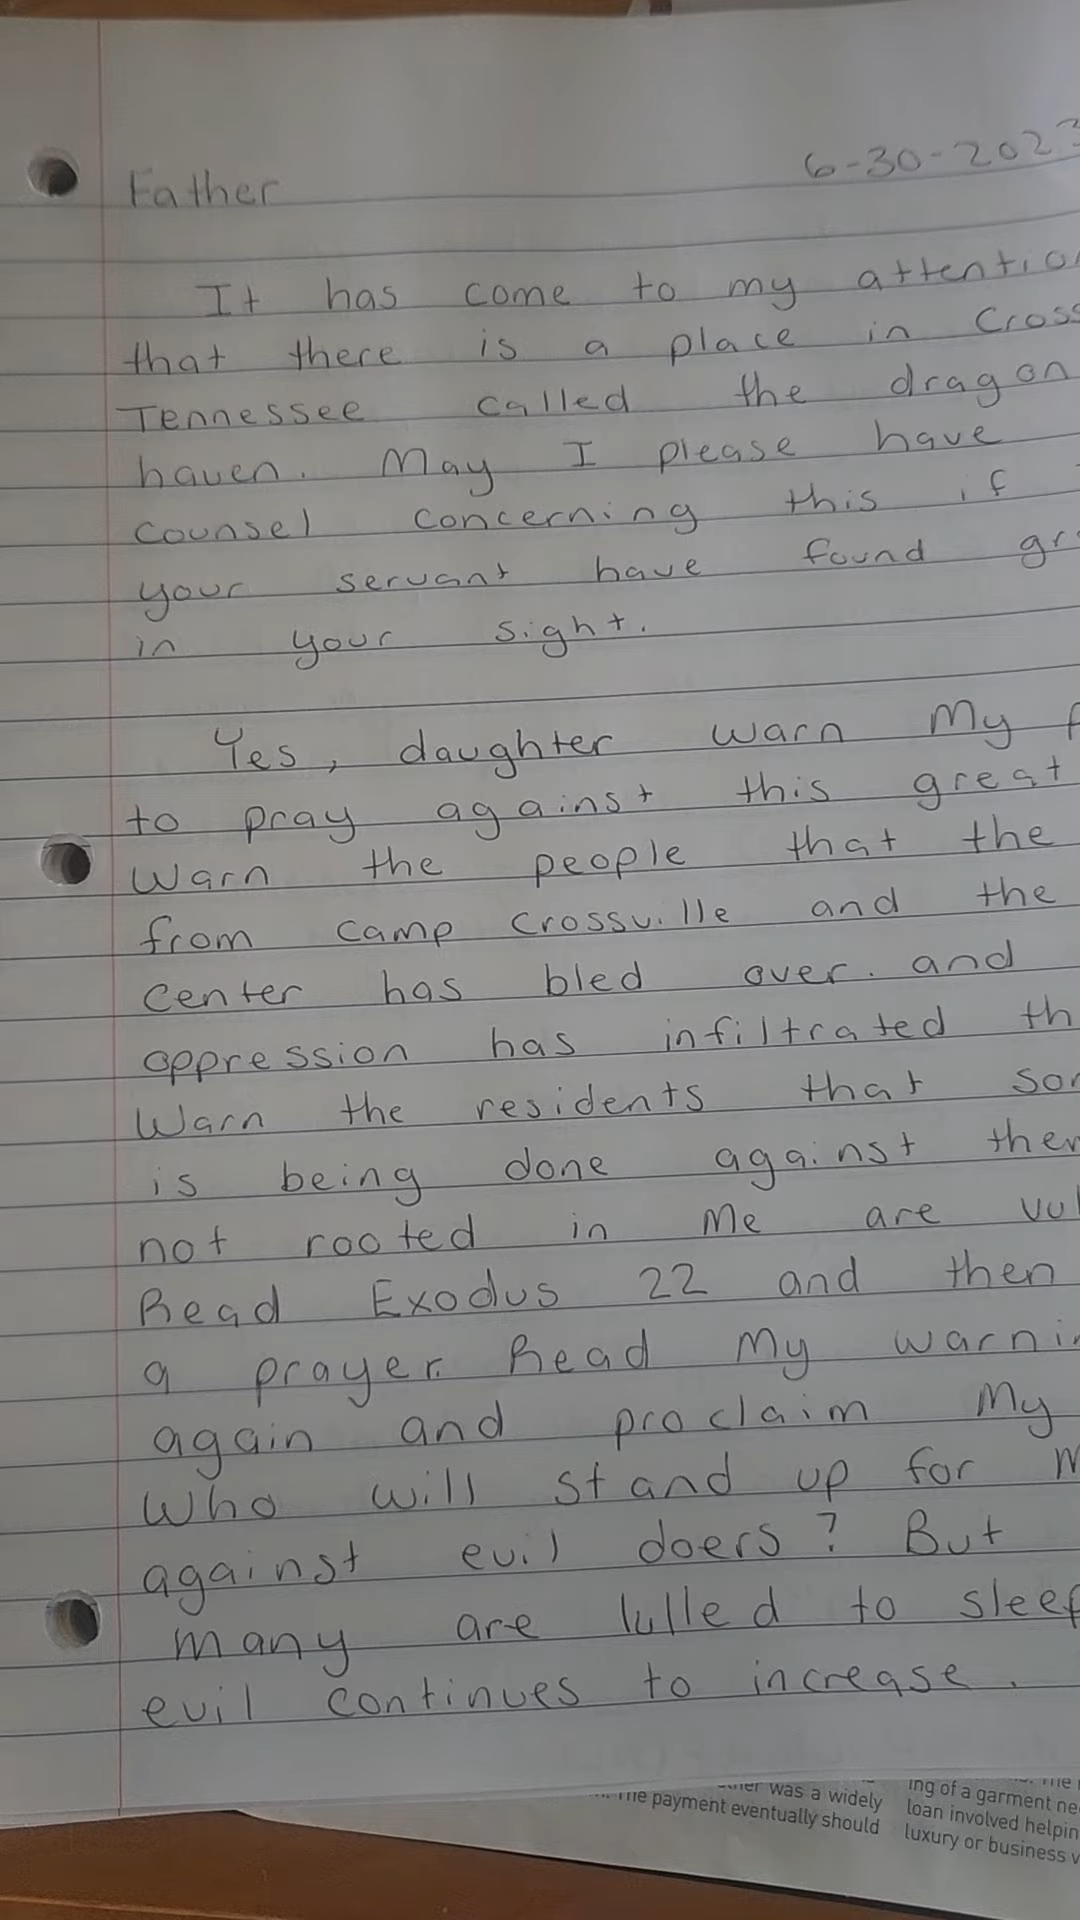 6-30-2023
Father
It has come to my
that there is a place in
Tennessee called the dragon
haven. May I please have
counsel concerning this if
your servant have found
in your sight.
Yes, daughter warn My
to pray against this great
Warn the people that the
from camp crossville and the
center has bled over. and
oppression has infiltrated
Warn the residents that
is being done against
not rooted in Me are
Read Exodus 22 and then
a prayer. Read My
again and proclaim My
Who will stand up for
against evil doers? But
many are lulled to
evil continues to increase.
was a widely
The payment eventually should
ing of a garment
loan involved
luxury or business